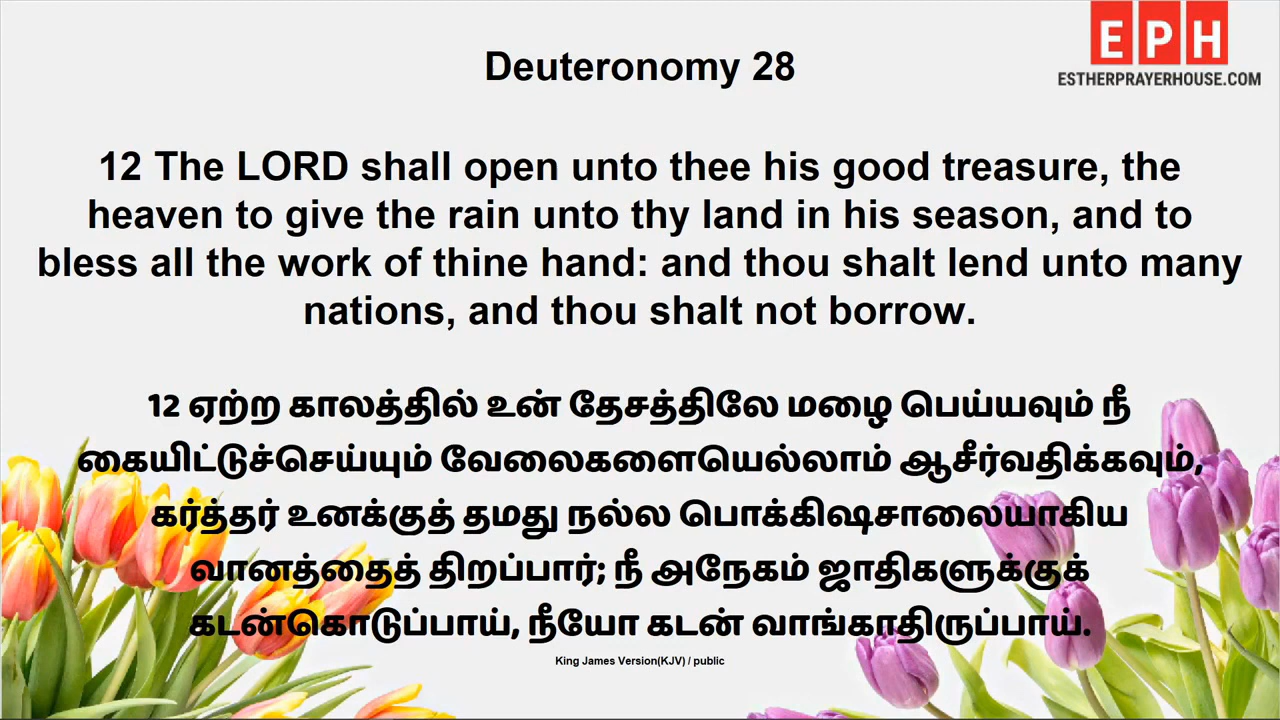 E P H
ESTHERPRAYERHOUSE.COM
Deuteronomy 28
12 The LORD shall open unto thee his good treasure, the
heaven to give the rain unto thy land in his season, and to
bless all the work of thine hand: and thou shalt lend unto many
nations, and thou shalt not borrow.
12 ஏற்ற காலத்தில் உன் தேசத்திலே மழை பெய்யவும் நீ
கையிட்டுச்செய்யும் வேலைகளையெல்லாம் ஆசீர்வதிக்கவும்,
கர்த்தர் உனக்குத் தமது நல்ல பொக்கிஷசாலையாகிய
வானத்தைத் திறப்பார்; நீ அநேகம் ஜாதிகளுக்குக்
கடன்கொடுப்பாய், நீயோ கடன் வாங்காதிருப்பாய்.
King James Version(KJV) / public